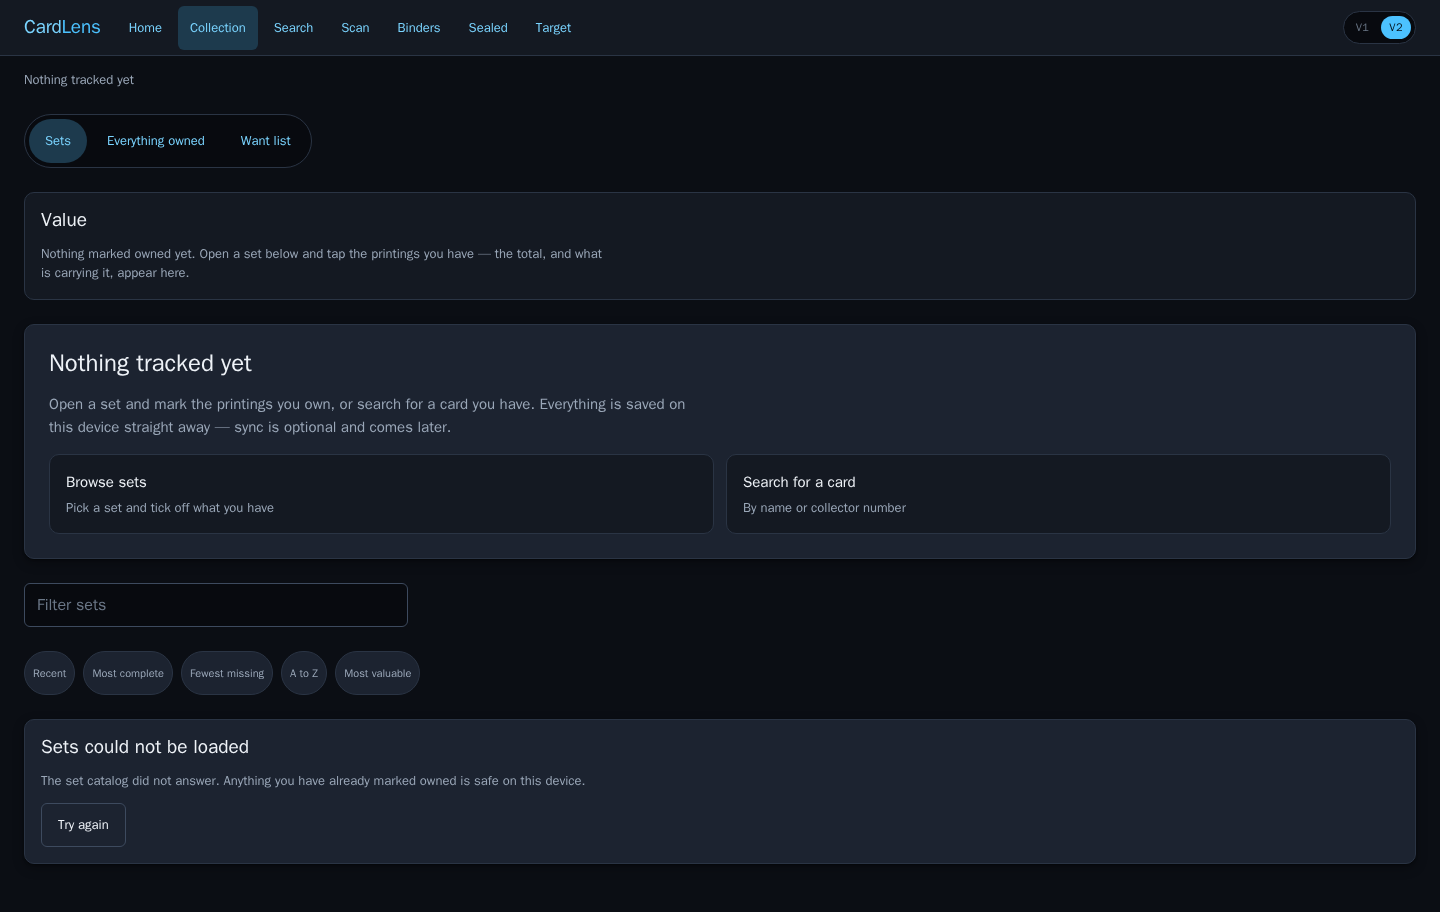 CardLens Home Collection Search Scan Binders Sealed Target V1 V2
Nothing tracked yet
Sets Everything owned Want list
Value
Nothing marked owned yet. Open a set below and tap the printings you have — the total, and what
is carrying it, appear here.
Nothing tracked yet
Open a set and mark the printings you own, or search for a card you have. Everything is saved on
this device straight away — sync is optional and comes later.
Browse sets
Pick a set and tick off what you have
Search for a card
By name or collector number
Filter sets
Recent Most complete Fewest missing A to Z Most valuable
Sets could not be loaded
The set catalog did not answer. Anything you have already marked owned is safe on this device.
Try again